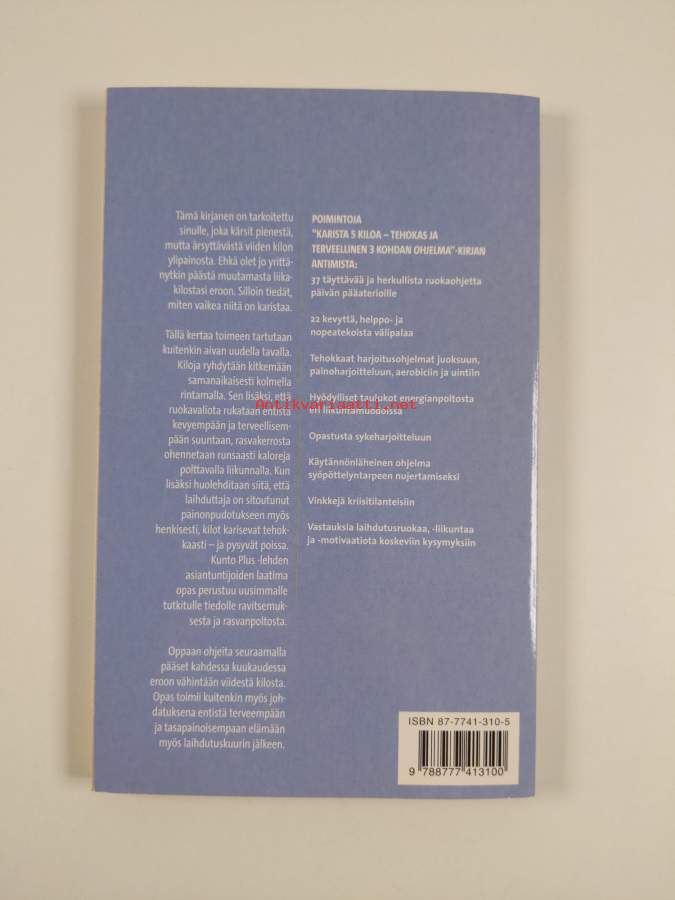 Tämä kirjanen on tarkoitettu
sinulle, joka kärsit pienestä,
mutta ärsyttävästä viiden kilon
ylipainosta. Ehkä olet jo yrittä-
nytkin päästä muutamasta liika-
kilostasi eroon. Silloin tiedät,
miten vaikea niitä on karistaa.
Tällä kertaa toimeen tartutaan
kuitenkin aivan uudella tavalla.
Kiloja ryhdytään kitkemään
samanaikaisesti kolmella
rintamalla. Sen lisäksi, että
ruokavaliota rukataan entistä
kevyempään ja terveellisem-
pään suuntaan, rasvakerrosta
ohennetaan runsaasti kaloreja
polttavalla liikunnalla. Kun
lisäksi huolehditaan siitä, että
laihduttaja on sitoutunut
painonpudotukseen myös
henkisesti, kilot karisevat tehok-
kaasti – ja pysyvät poissa.
Kunto Plus -lehden
asiantuntijoiden laatima
opas perustuu uusimmalle
tutkitulle tiedolle ravitsemuk-
sesta ja rasvanpoltosta.
Oppaan ohjeita seuraamalla
pääset kahdessa kuukaudessa
eroon vähintään viidestä kilosta.
Opas toimii kuitenkin myös joh-
datuksena entistä terveempään
ja tasapainoisempaan elämään
myös laihdutuskuurin jälkeen.
POIMINTOJA
"KARISTA 5 KILOA – TEHOKAS JA
TERVEELLINEN 3 KOHDAN OHJELMA"-KIRJAN
ANTIMISTA:
37 täyttävää ja herkullista ruokaohjetta
päivän pääaterioille
22 kevyttä, helppo- ja
nopeatekoista välipalaa
Tehokkaat harjoitusohjelmat juoksuun,
painoharjoitteluun, aerobiciin ja uintiin
Hyödylliset taulukot energianpoltosta
eri liikuntamuodoissa
Antikvariaatti.net
Opastusta sykeharjoitteluun
Käytännönläheinen ohjelma
syöpöttelyntarpeen nujertamiseksi
Vinkkejä kriisitilanteisiin
Vastauksia laihdutusruokaa, -liikuntaa
ja -motivaatiota koskeviin kysymyksiin
ISBN 87-7741-310-5
9 788777 413100